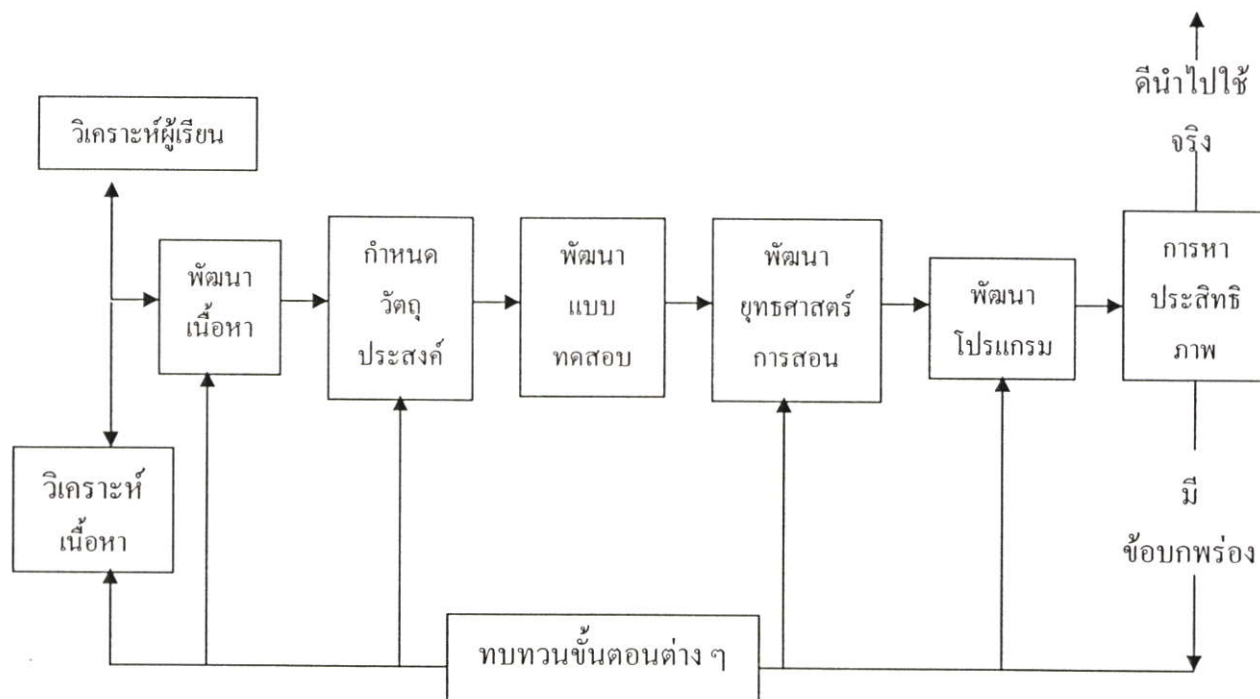 ดีนำไปใช้
จริง
วิเคราะห์ผู้เรียน
พัฒนา
เนื้อหา
กำหนด
วัตถุ
ประสงค์
พัฒนา
แบบ
ทดสอบ
พัฒนา
ยุทธศาสตร์
การสอน
พัฒนา
โปรแกรม
การหา
ประสิทธิ
ภาพ
วิเคราะห์
เนื้อหา
มี
ข้อบกพร่อง
ทบทวนขั้นตอนต่าง ๆ